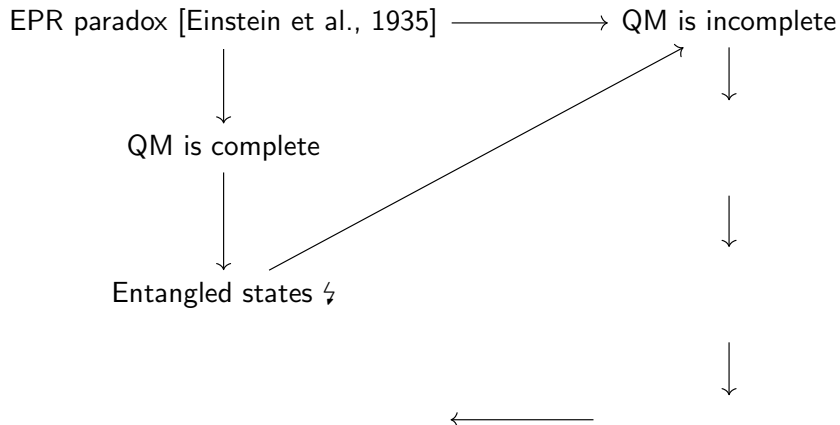 EPR paradox [Einstein et al., 1935]
QM is incomplete
QM is complete
Entangled states ↯